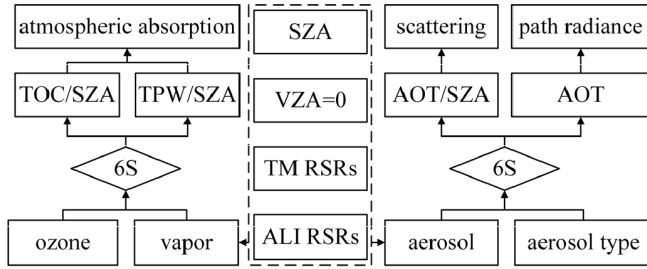 atmospheric absorption
SZA
scattering
path radiance
TOC/SZA
TPW/SZA
VZA=0
AOT/SZA
AOT
6S
TM RSRs
6S
ozone
vapor
ALI RSRs
aerosol
aerosol type